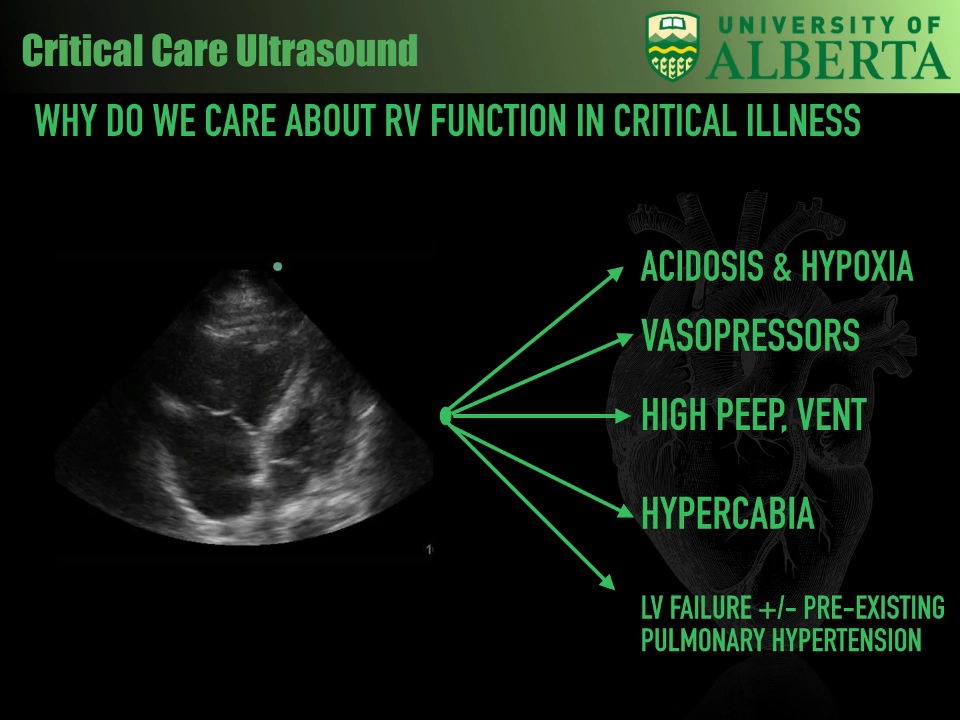 Critical Care Ultrasound
UNIVERSITY OF
ALBERTA
WHY DO WE CARE ABOUT RV FUNCTION IN CRITICAL ILLNESS
ACIDOSIS & HYPOXIA
VASOPRESSORS
HIGH PEEP, VENT
HYPERCABIA
LV FAILURE +/- PRE-EXISTING
PULMONARY HYPERTENSION